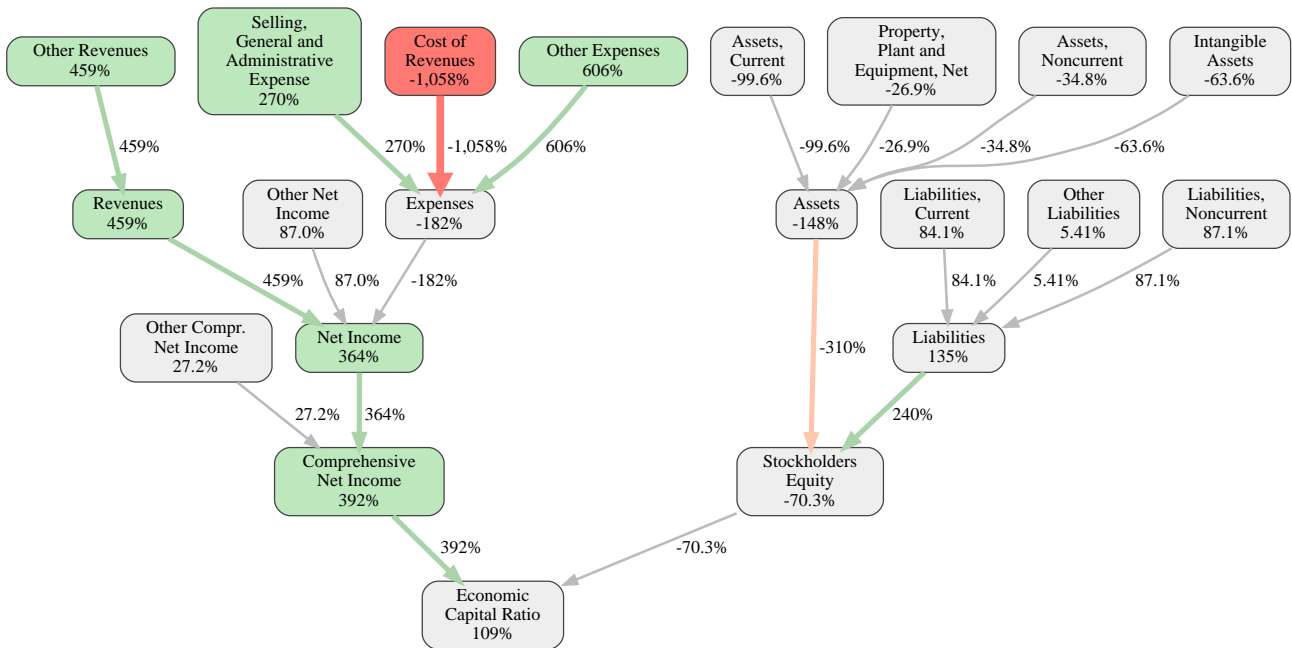 Other Revenues
459%
Selling,
General and
Administrative
Expense
270%
Cost of
Revenues
-1,058%
Other Expenses
606%
Assets,
Current
-99.6%
Property,
Plant and
Equipment, Net
-26.9%
Assets,
Noncurrent
-34.8%
Intangible
Assets
-63.6%
459%
270%
-1,058%
606%
-99.6%
-26.9%
-34.8%
-63.6%
Revenues
459%
Other Net
Income
87.0%
Expenses
-182%
Assets
-148%
Liabilities,
Current
84.1%
Other
Liabilities
5.41%
Liabilities,
Noncurrent
87.1%
459%
87.0%
-182%
-310%
84.1%
5.41%
87.1%
Other Compr.
Net Income
27.2%
Net Income
364%
Liabilities
135%
27.2%
364%
240%
Comprehensive
Net Income
392%
Stockholders
Equity
-70.3%
392%
-70.3%
Economic
Capital Ratio
109%